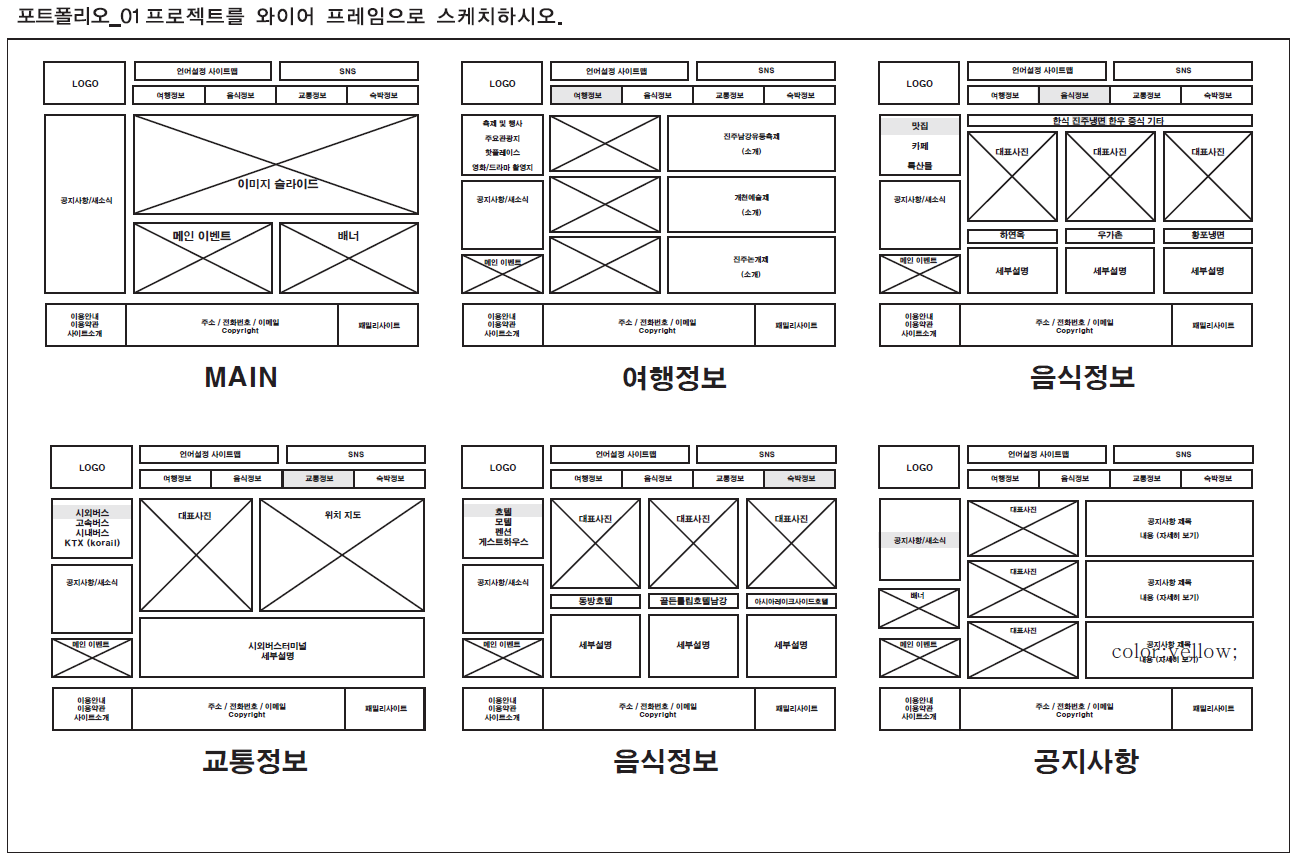 포트폴리오_01 프로젝트를 와이어 프레임으로 스케치하시오.
LOGO
언어설정 사이트맵
SNS
여행정보
음식정보
교통정보
숙박정보
공지사항/새소식
이미지 슬라이드
메인 이벤트
배너
이용안내
이용약관
사이트소개
주소 / 전화번호 / 이메일
Copyright
패밀리사이트
MAIN
LOGO
언어설정 사이트맵
SNS
여행정보
음식정보
교통정보
숙박정보
축제 및 행사
주요관광지
핫플레이스
영화/드라마 촬영지
공지사항/새소식
메인 이벤트
진주남강유등축제
(소개)
개천예술제
(소개)
진주논개제
(소개)
이용안내
이용약관
사이트소개
주소 / 전화번호 / 이메일
Copyright
패밀리사이트
여행정보
LOGO
언어설정 사이트맵
SNS
여행정보
음식정보
교통정보
숙박정보
맛집
카페
특산물
공지사항/새소식
메인 이벤트
한식 진주냉면 한우 중식 기타
대표사진
대표사진
대표사진
하연옥
우가촌
황포냉면
세부설명
세부설명
세부설명
이용안내
이용약관
사이트소개
주소 / 전화번호 / 이메일
Copyright
패밀리사이트
음식정보
LOGO
언어설정 사이트맵
SNS
여행정보
음식정보
교통정보
숙박정보
시외버스
고속버스
시내버스
KTX (korail)
공지사항/새소식
메인 이벤트
대표사진
위치 지도
시외버스터미널
세부설명
이용안내
이용약관
사이트소개
주소 / 전화번호 / 이메일
Copyright
패밀리사이트
교통정보
LOGO
언어설정 사이트맵
SNS
여행정보
음식정보
교통정보
숙박정보
호텔
모텔
펜션
게스트하우스
공지사항/새소식
메인 이벤트
대표사진
대표사진
대표사진
동방호텔
골든튤립호텔남강
아시아레이크사이드호텔
세부설명
세부설명
세부설명
이용안내
이용약관
사이트소개
주소 / 전화번호 / 이메일
Copyright
패밀리사이트
음식정보
LOGO
언어설정 사이트맵
SNS
여행정보
음식정보
교통정보
숙박정보
공지사항/새소식
배너
메인 이벤트
대표사진
공지사항 제목
내용 (자세히 보기)
대표사진
공지사항 제목
내용 (자세히 보기)
대표사진
공지사항 제목
color:yellow;
내용 (자세히 보기)
이용안내
이용약관
사이트소개
주소 / 전화번호 / 이메일
Copyright
패밀리사이트
공지사항